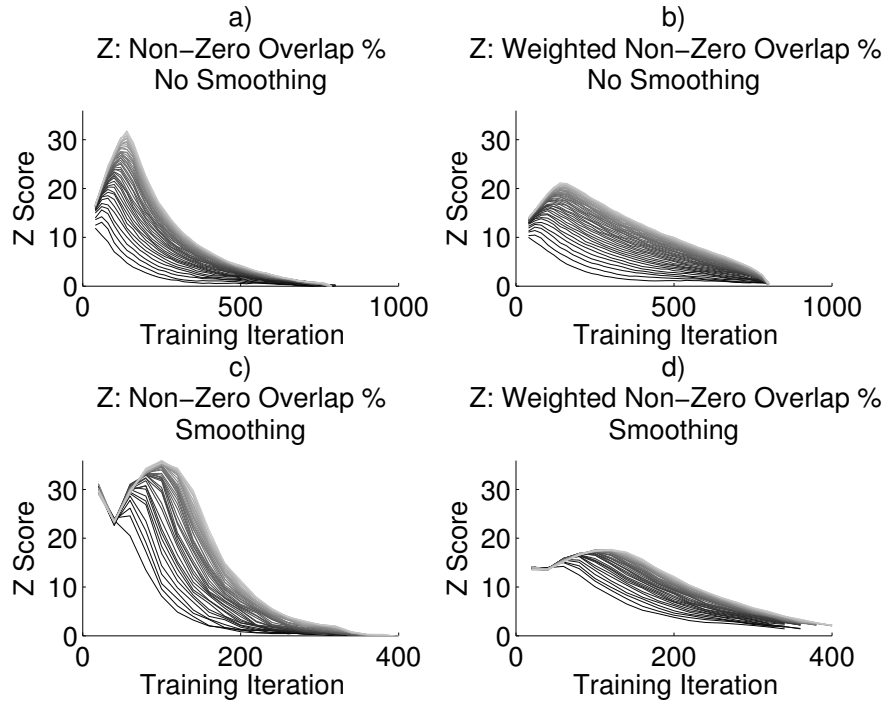 a)
Z: Non−Zero Overlap %
No Smoothing
Z Score
30
20
10
0
0
500
1000
Training Iteration
b)
Z: Weighted Non−Zero Overlap %
No Smoothing
Z Score
30
20
10
0
0
500
1000
Training Iteration
c)
Z: Non−Zero Overlap %
Smoothing
Z Score
30
20
10
0
0
200
400
Training Iteration
d)
Z: Weighted Non−Zero Overlap %
Smoothing
Z Score
30
20
10
0
0
200
400
Training Iteration